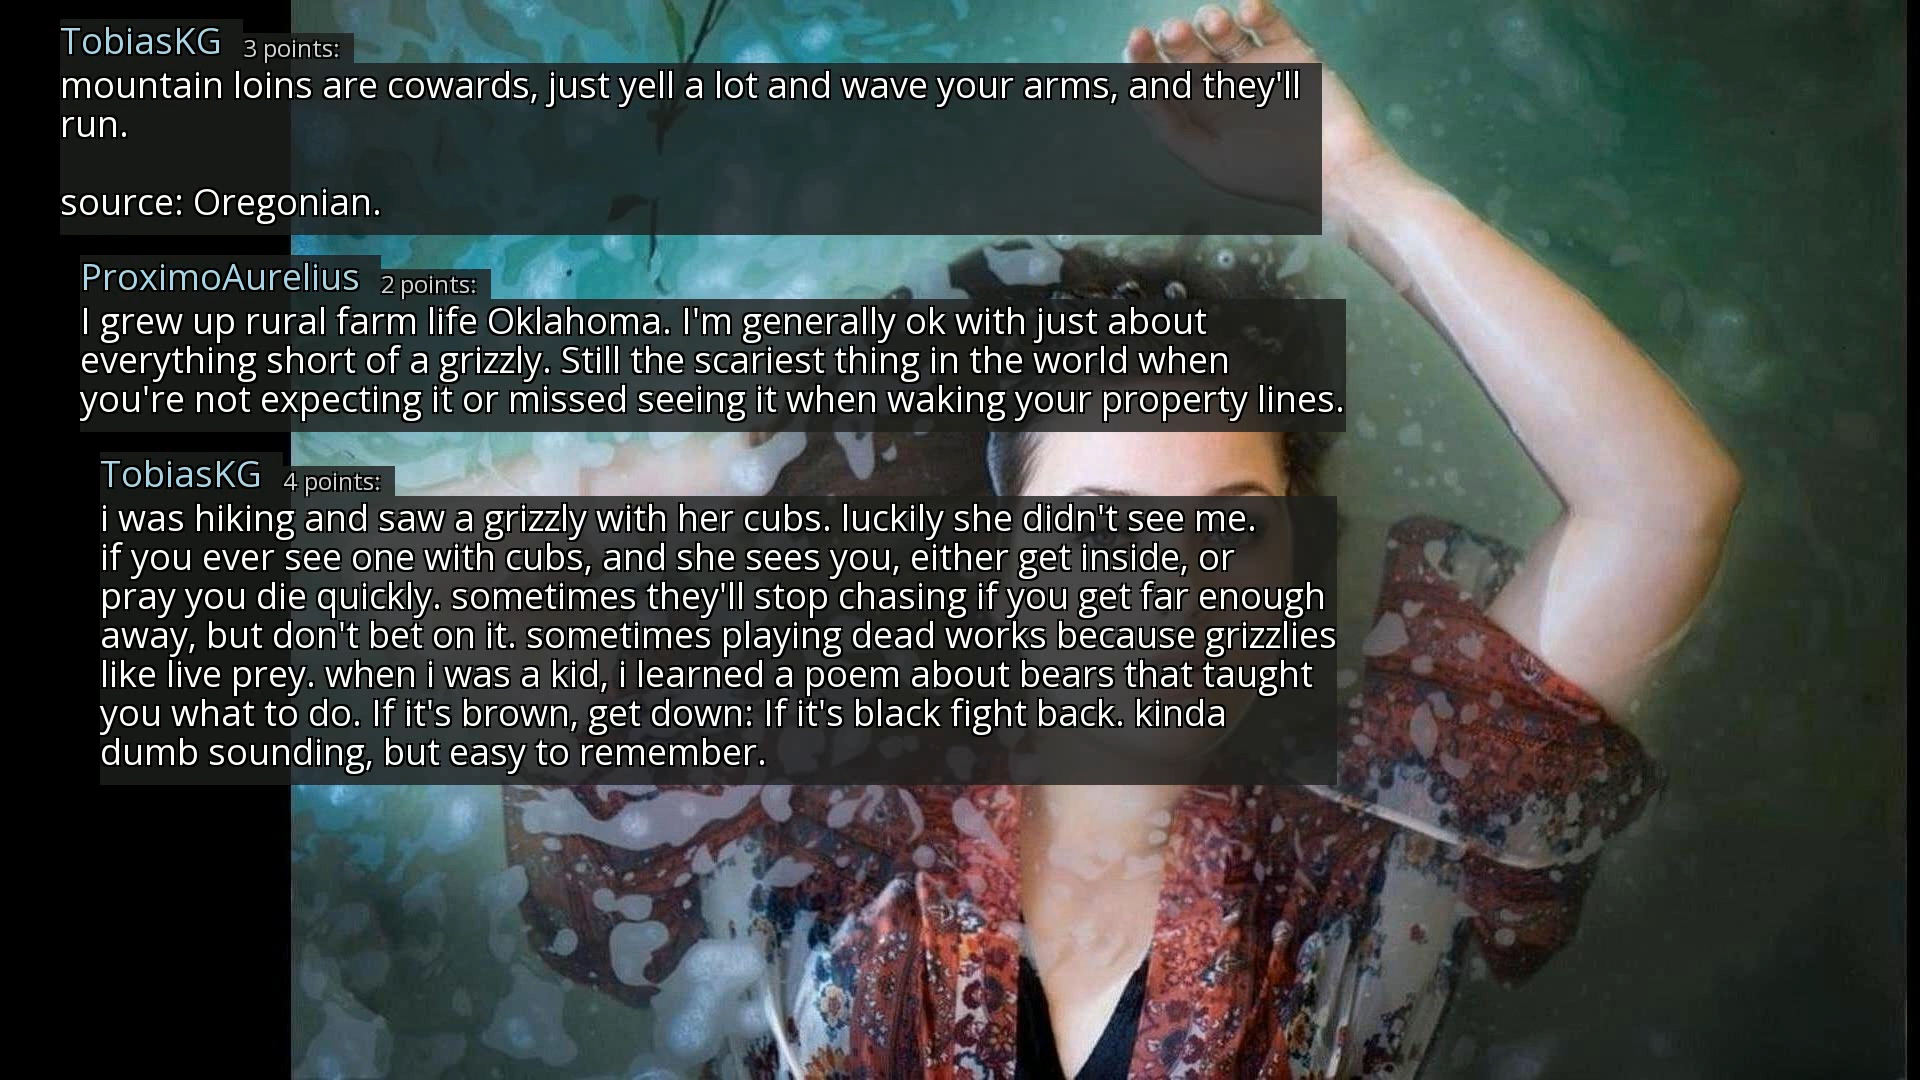 TobiasKG 3 points:
mountain loins are cowards, just yell a lot and wave your arms, and they'll
run.
source: Oregonian.
ProximoAurelius 2 points:
I grew up rural farm life Oklahoma. I'm generally ok with just about
everything short of a grizzly. Still the scariest thing in the world when
you're not expecting it or missed seeing it when waking your property lines.
TobiasKG 4 points:
i was hiking and saw a grizzly with her cubs. luckily she didn't see me.
if you ever see one with cubs, and she sees you, either get inside, or
pray you die quickly. sometimes they'll stop chasing if you get far enough
away, but don't bet on it. sometimes playing dead works because grizzlies
like live prey. when i was a kid, i learned a poem about bears that taught
you what to do. If it's brown, get down: If it's black fight back. kinda
dumb sounding, but easy to remember.